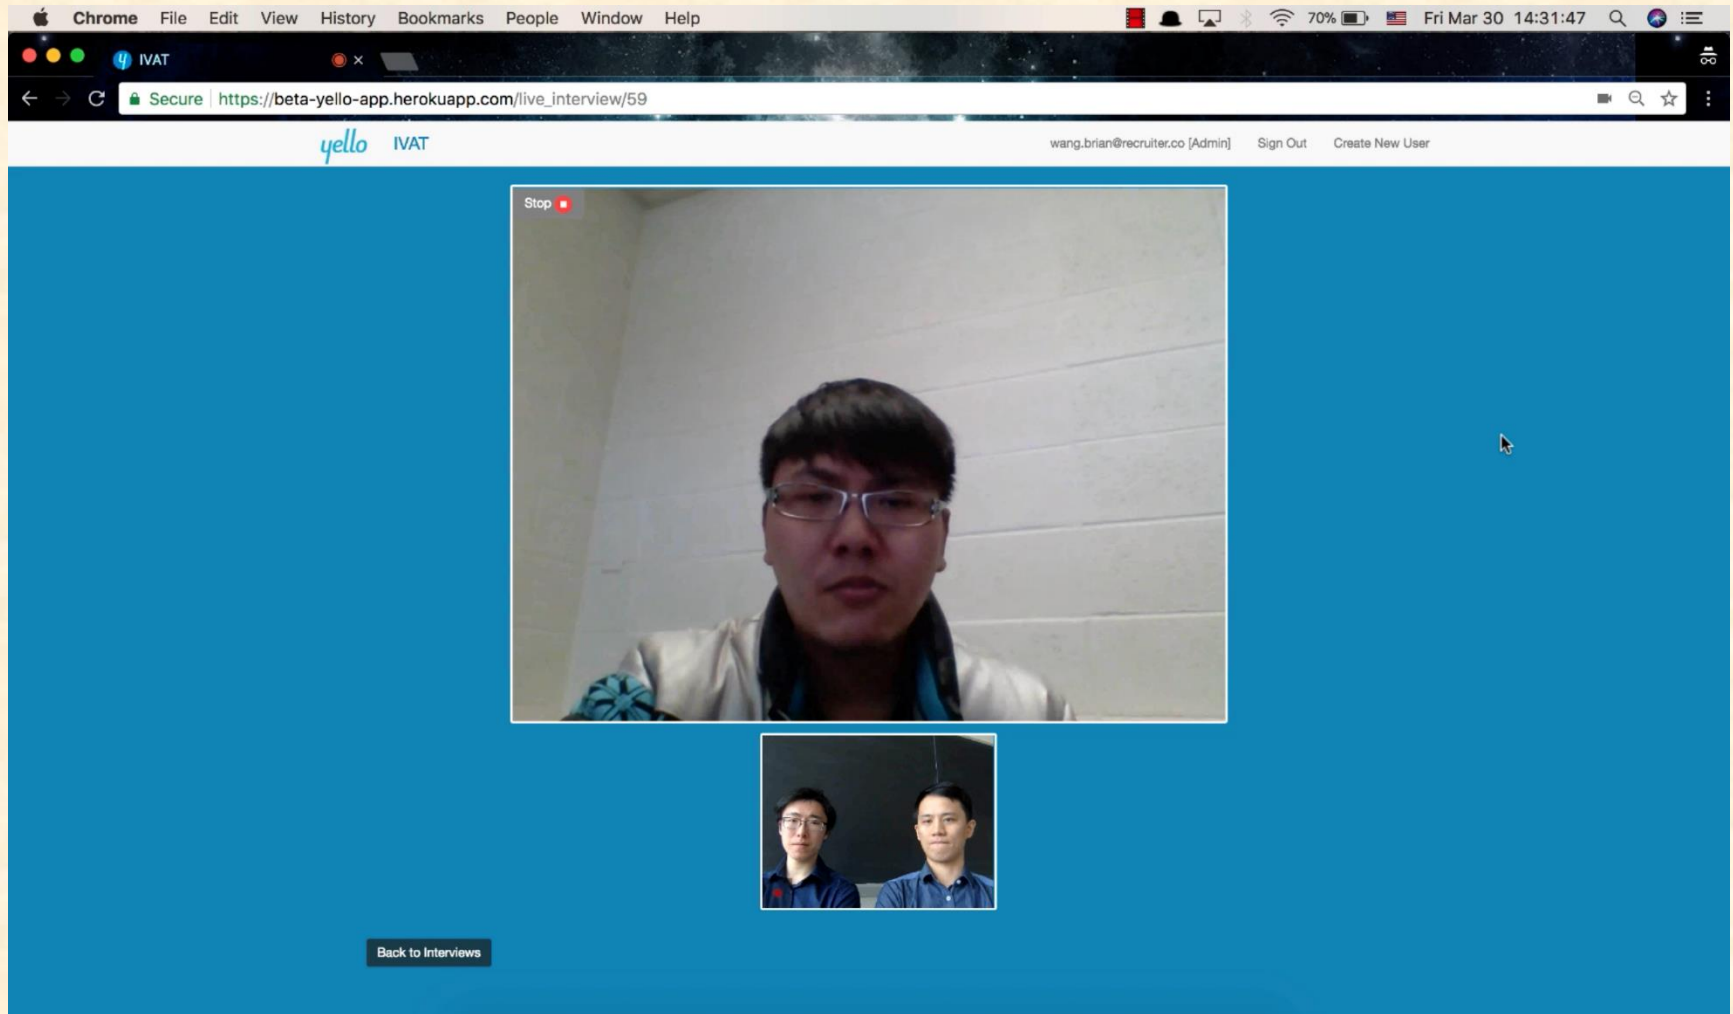 Chrome File Edit View History Bookmarks People Window Help 70% Fri Mar 30 14:31:47
IVAT
Secure https://beta-yello-app.herokuapp.com/live_interview/59
yello IVAT wang.brian@recruiter.co [Admin] Sign Out Create New User
Stop
Back to Interviews